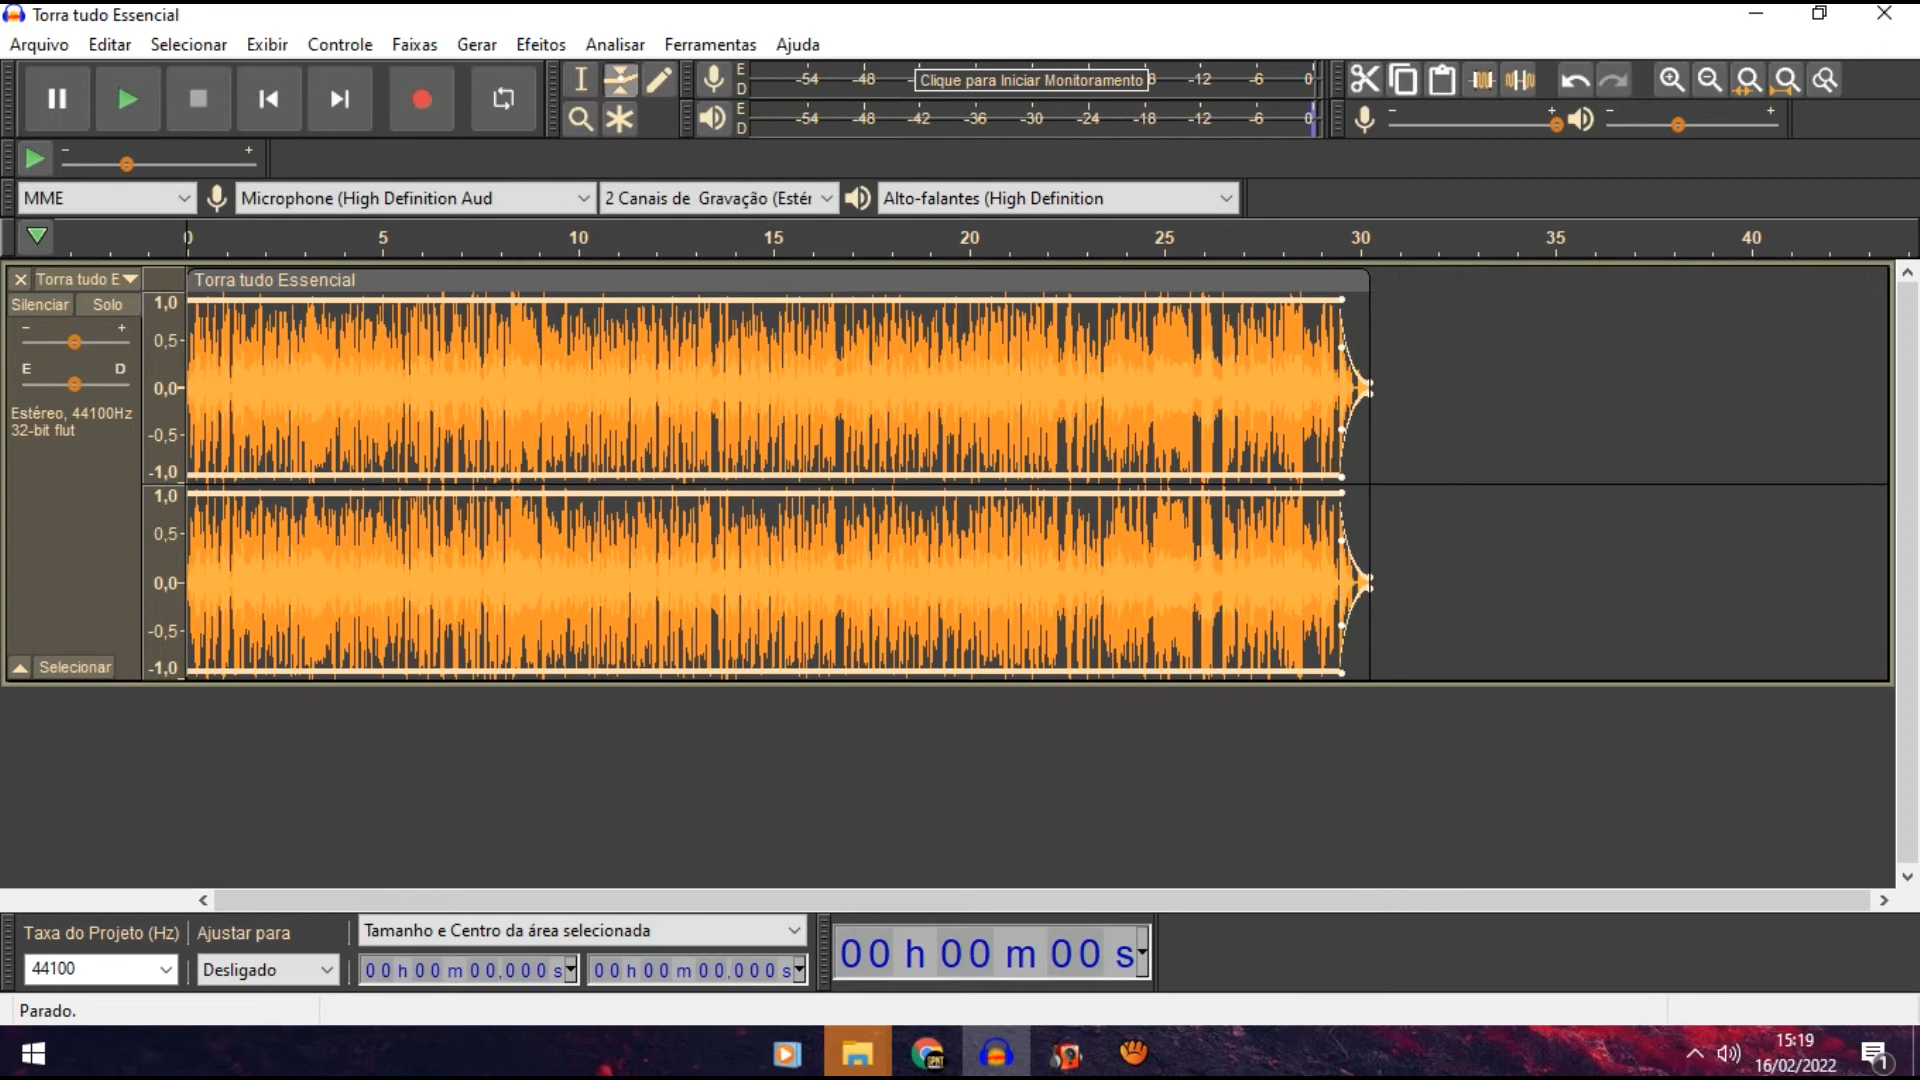 Torra tudo Essencial
Arquivo Editar Selecionar Exibir Controle Faixas Gerar Efeitos Analisar Ferramentas Ajuda
E D -54 -48 Clique para Iniciar Monitoramento 8 -12 -6 0
E D -54 -48 -42 -36 -30 -24 -18 -12 -6 0
- + - +
- +
MME Microphone (High Definition Aud 2 Canais de Gravação (Estér Alto-falantes (High Definition
0 5 10 15 20 25 30 35 40
Torra tudo E Torra tudo Essencial
Silenciar Solo
- +
E D
Estéreo, 44100Hz
32-bit flut
1,0
0,5-
0,0-
-0,5-
-1,0
1,0
0,5-
0,0-
-0,5-
-1,0
Selecionar
Taxa do Projeto (Hz) Ajustar para Tamanho e Centro da área selecionada
44100 Desligado 00 h 00 m 00,000 s 00 h 00 m 00,000 s 00 h 00 m 00 s
Parado.
15:19
16/02/2022
1